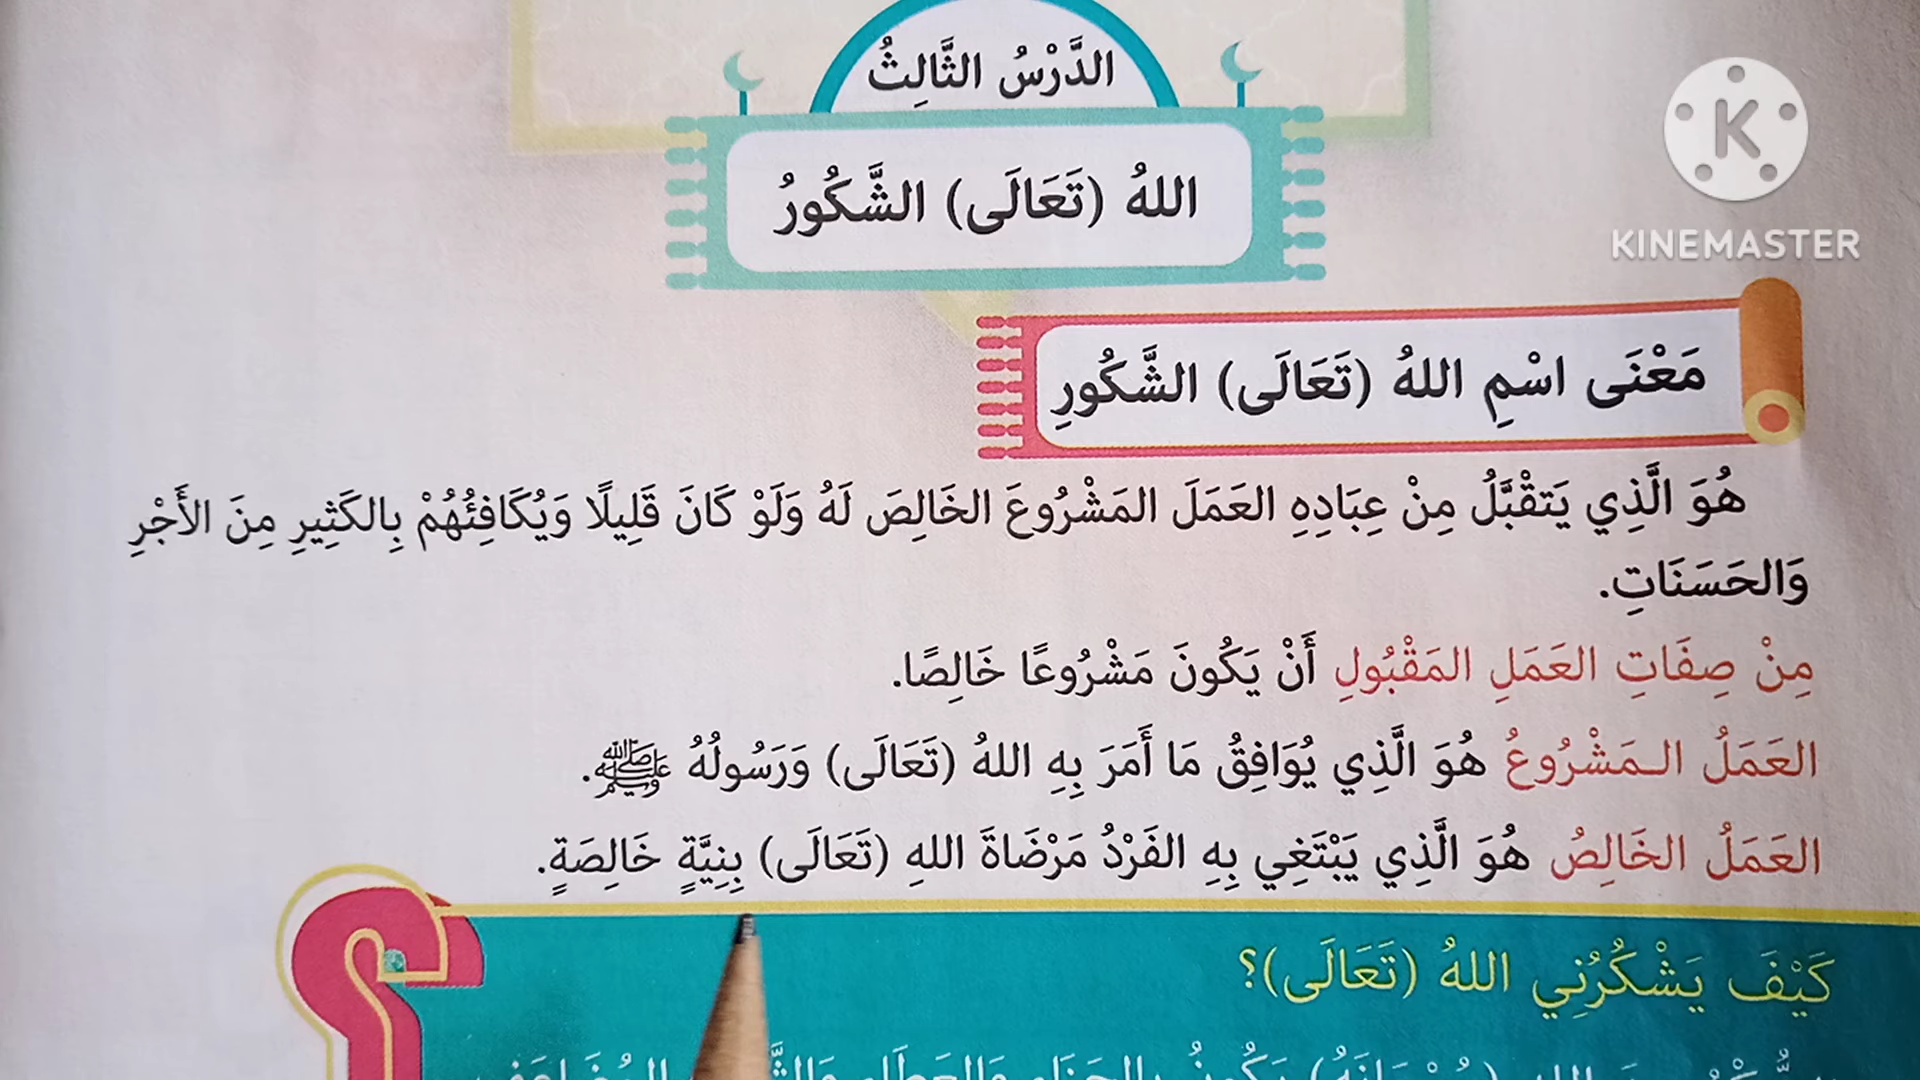 الدَّرْسُ الثَّالِثُ
اللهُ (تَعَالَى) الشَّكُورُ
K
KINEMASTER
مَعْنَى اسْمِ اللهُ (تَعَالَى) الشَّكُورِ
هُوَ الَّذِي يَتقْبَّلُ مِنْ عِبَادِهِ العَمَلَ المَشْرُوعَ الخَالِصَ لَهُ وَلَوْ كَانَ قَلِيلًا وَيُكَافِئُهُمْ بِالكَثِيرِ مِنَ الأَجْرِ
وَالحَسَنَاتِ.
مِنْ صِفَاتِ العَمَلِ المَقْبُولِ أَنْ يَكُونَ مَشْرُوعًا خَالِصًا.
العَمَلُ الـمَشْرُوعُ هُوَ الَّذِي يُوَافِقُ مَا أَمَرَ بِهِ اللهُ (تَعَالَى) وَرَسُولُهُ ﷺ.
العَمَلُ الخَالِصُ هُوَ الَّذِي يَبْتَغِي بِهِ الفَرْدُ مَرْضَاةَ اللهِ (تَعَالَى) بِنِيَّةٍ خَالِصَةٍ.
كَيْفَ يَشْكُرُنِي اللهُ (تَعَالَى)؟